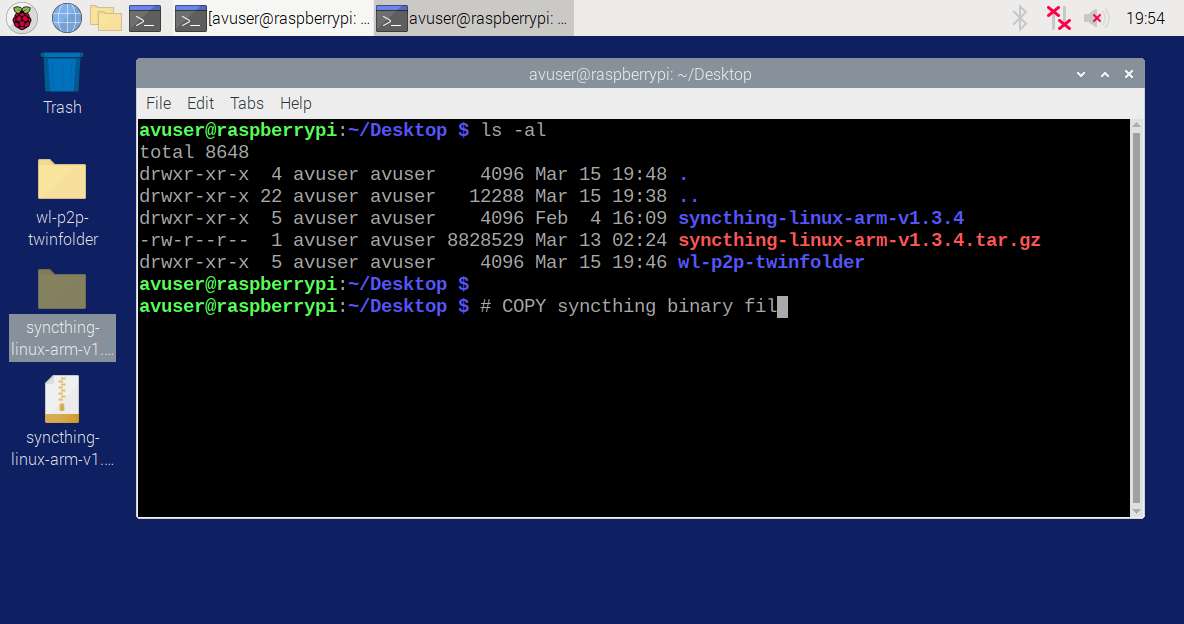 [avuser@raspberrypi: ...
avuser@raspberrypi: ...
19:54
Trash
wl-p2p-
twinfolder
syncthing-
linux-arm-v1....
syncthing-
linux-arm-v1....
avuser@raspberrypi: ~/Desktop
File Edit Tabs Help
avuser@raspberrypi:~/Desktop $ ls -al
total 8648
drwxr-xr-x  4 avuser avuser    4096 Mar 15 19:48 .
drwxr-xr-x 22 avuser avuser   12288 Mar 15 19:38 ..
drwxr-xr-x  5 avuser avuser    4096 Feb  4 16:09 syncthing-linux-arm-v1.3.4
-rw-r--r--  1 avuser avuser 8828529 Mar 13 02:24 syncthing-linux-arm-v1.3.4.tar.gz
drwxr-xr-x  5 avuser avuser    4096 Mar 15 19:46 wl-p2p-twinfolder
avuser@raspberrypi:~/Desktop $
avuser@raspberrypi:~/Desktop $ # COPY syncthing binary fil